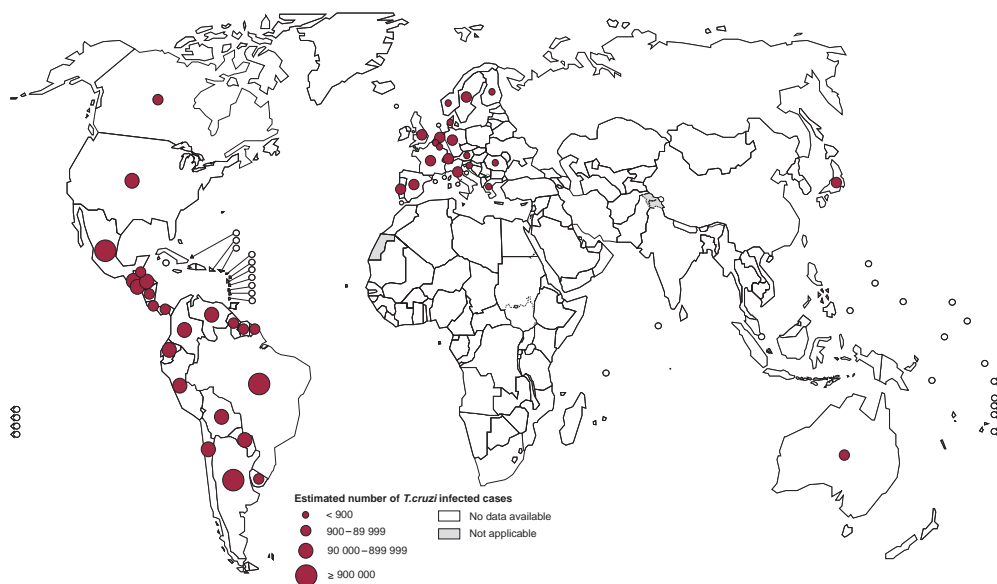 Estimated number of T.cruzi infected cases
< 900
900–89 999
90 000–899 999
≥ 900 000
No data available
Not applicable